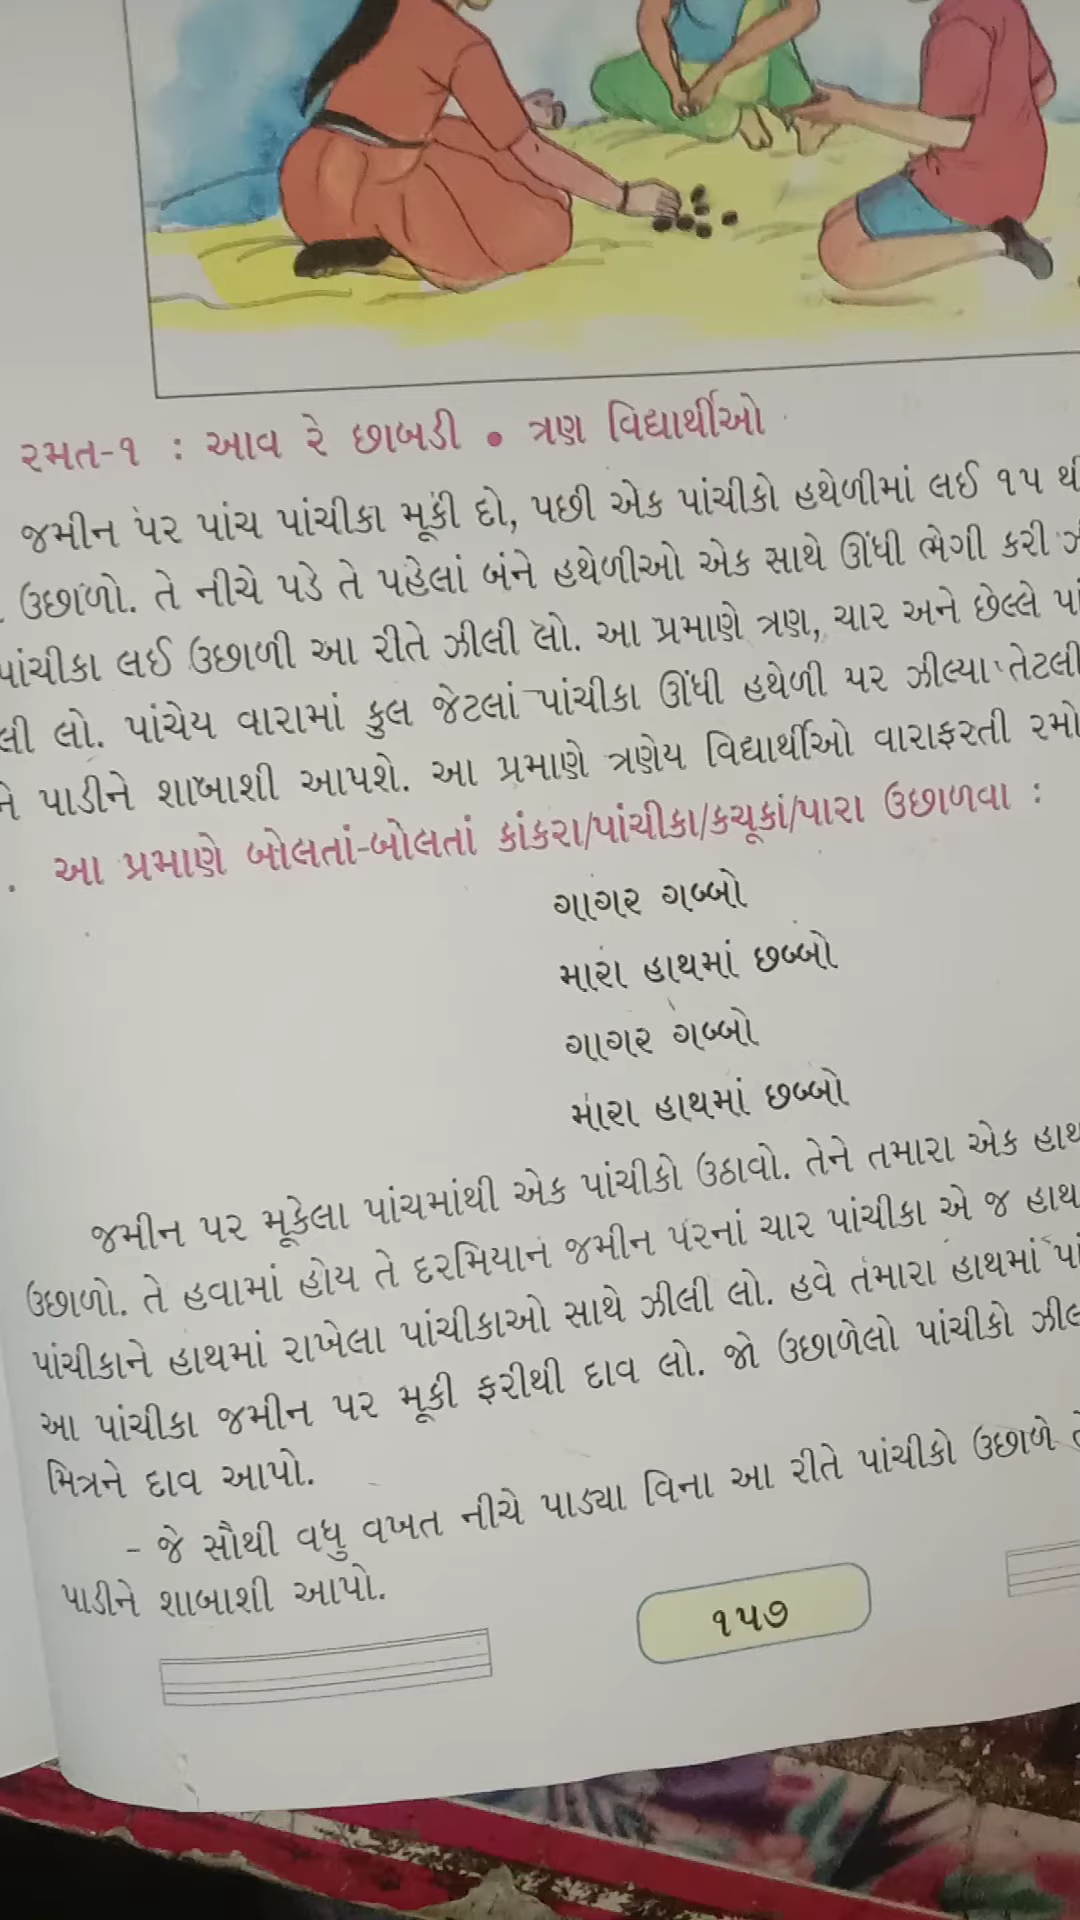 રમત-૧ : આવ રે છાબડી • ત્રણ વિદ્યાર્થીઓ
જમીન પર પાંચ પાંચીકા મૂકી દો, પછી એક પાંચીકો હથેળીમાં લઈ ૧૫ થી
ઉછાળો. તે નીચે પડે તે પહેલાં બંને હથેળીઓ એક સાથે ઊંધી ભેગી કરી
પાંચીકા લઈ ઉછાળી આ રીતે ઝીલી લો. આ પ્રમાણે ત્રણ, ચાર અને છેલ્લે
લી લો. પાંચેય વારામાં કુલ જેટલાં પાંચીકા ઊંધી હથેળી પર ઝીલ્યા તેટલી
પાડીને શાબાશી આપશે. આ પ્રમાણે ત્રણેય વિદ્યાર્થીઓ વારાફરતી રમો
આ પ્રમાણે બોલતાં-બોલતાં કાંકરા/પાંચીકા/કચૂકાં/પારા ઉછાળવા :
ગાગર ગબ્બો
મારા હાથમાં છબ્બો
ગાગર ગબ્બો
મારા હાથમાં છબ્બો
જમીન પર મૂકેલા પાંચમાંથી એક પાંચીકો ઉઠાવો. તેને તમારા એક હાથ
ઉછાળો. તે હવામાં હોય તે દરમિયાન જમીન પરનાં ચાર પાંચીકા એ જ હાથ
પાંચીકાને હાથમાં રાખેલા પાંચીકાઓ સાથે ઝીલી લો. હવે તમારા હાથમાં
આ પાંચીકા જમીન પર મૂકી ફરીથી દાવ લો. જો ઉછાળેલો પાંચીકો
મિત્રને દાવ આપો.
- જે સૌથી વધુ વખત નીચે પાડ્યા વિના આ રીતે પાંચીકો ઉછાળે
પાડીને શાબાશી આપો.
૧૫૭